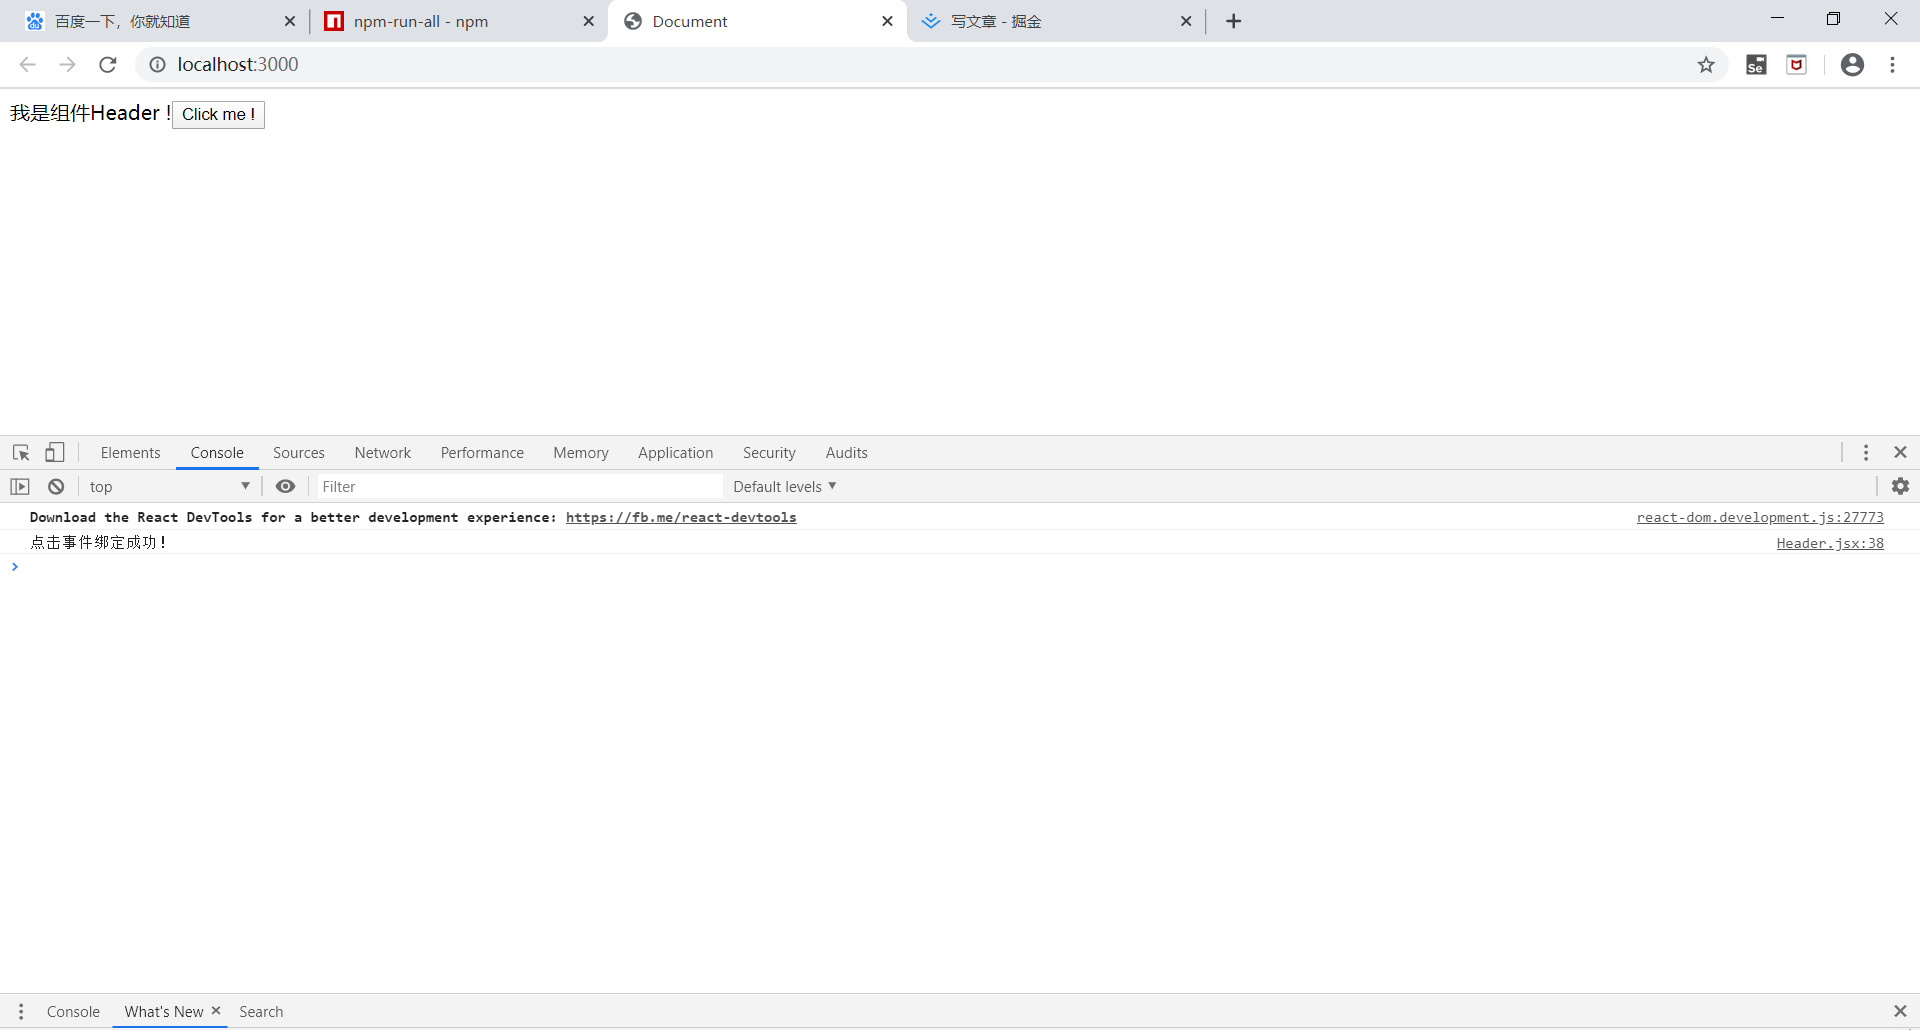 百度一下，你就知道
npm-run-all - npm
Document
写文章 - 掘金
localhost:3000
Se
我是组件Header ! Click me !
Elements Console Sources Network Performance Memory Application Security Audits
top Filter Default levels
Download the React DevTools for a better development experience: https://fb.me/react-devtools react-dom.development.js:27773
点击事件绑定成功! Header.jsx:38
Console What's New Search